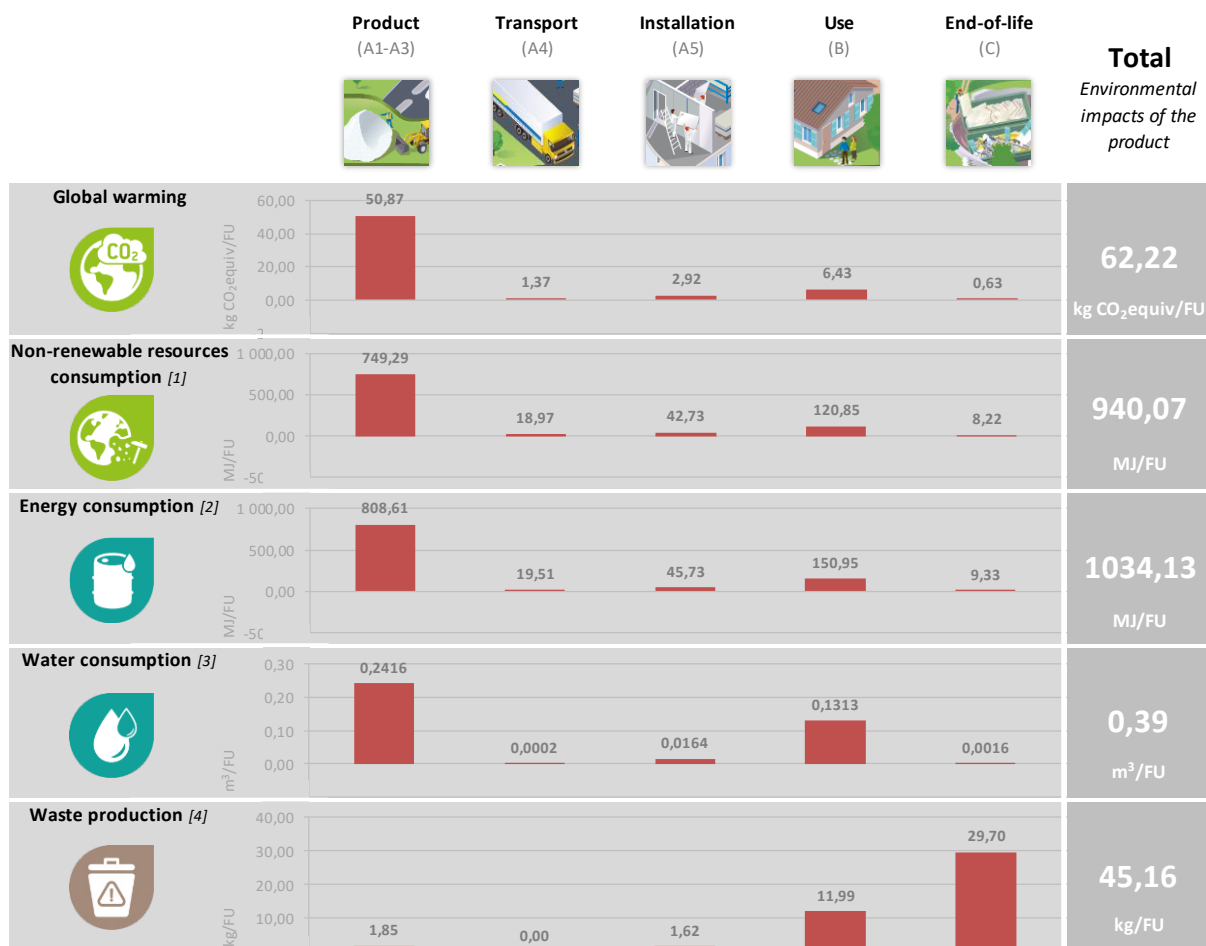 Product
(A1-A3)
Transport
(A4)
Installation
(A5)
Use
(B)
End-of-life
(C)
Total
Environmental
impacts of the
product
Global warming
CO₂
kg CO₂equiv/FU
60,00
40,00
20,00
0,00
50,87
1,37
2,92
6,43
0,63
62,22
kg CO₂equiv/FU
Non-renewable resources
consumption [1]
MJ/FU
1 000,00
500,00
0,00
-50
749,29
18,97
42,73
120,85
8,22
940,07
MJ/FU
Energy consumption [2]
MJ/FU
1 000,00
500,00
0,00
-50
808,61
19,51
45,73
150,95
9,33
1034,13
MJ/FU
Water consumption [3]
m³/FU
0,30
0,20
0,10
0,00
0,2416
0,0002
0,0164
0,1313
0,0016
0,39
m³/FU
Waste production [4]
kg/FU
40,00
30,00
20,00
10,00
1,85
0,00
1,62
11,99
29,70
45,16
kg/FU